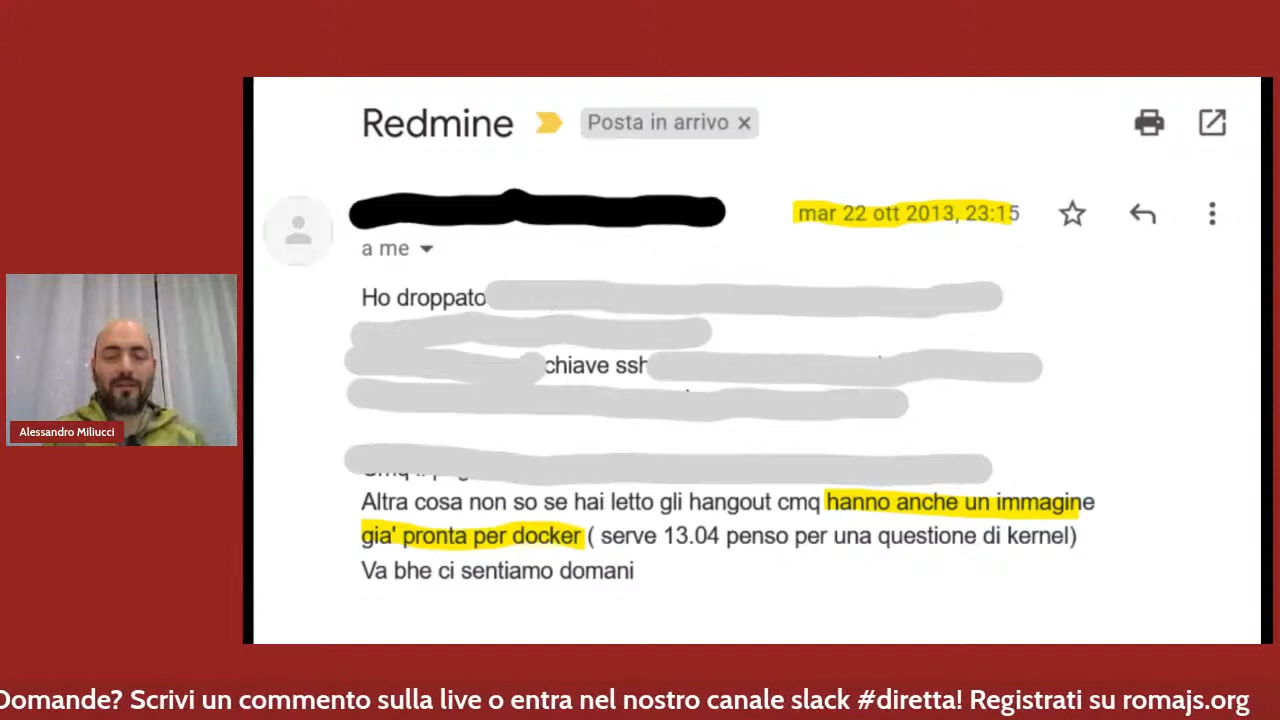 Redmine
Posta in arrivo
mar 22 ott 2013, 23:15
a me
Ho droppato
chiave ssh
Altra cosa non so se hai letto gli hangout cmq hanno anche un immagine
gia' pronta per docker ( serve 13.04 penso per una questione di kernel)
Va bhe ci sentiamo domani
Alessandro Miliucci
Domande? Scrivi un commento sulla live o entra nel nostro canale slack #diretta! Registrati su romajs.org